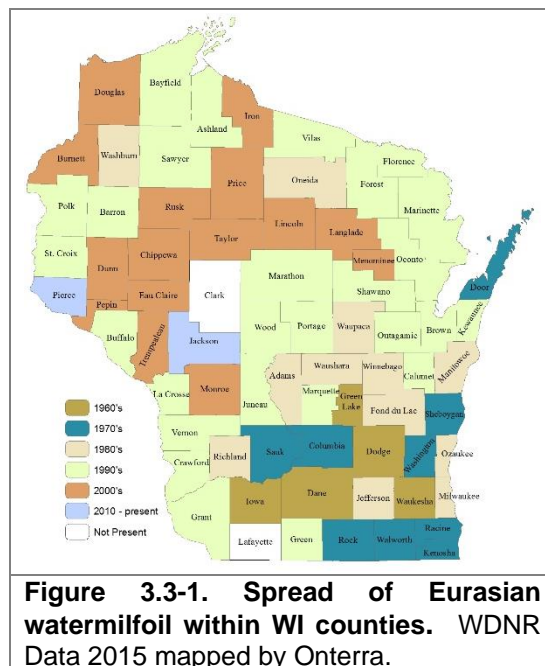 Douglas
Bayfield
Ashland
Iron
Vilas
Burnett
Washburn
Sawyer
Price
Oneida
Florence
Forest
Marinette
Polk
Barron
Rusk
Lincoln
Langlade
Taylor
St. Croix
Dunn
Chippewa
Menominee
Oconto
Door
Pierce
Pepin
Eau Claire
Clark
Marathon
Shawano
Kewaunee
Buffalo
Trempealeau
Jackson
Wood
Portage
Waupaca
Outagamie
Brown
La Crosse
Monroe
Juneau
Adams
Waushara
Winnebago
Calumet
Manitowoc
Marquette
Green
Lake
Fond du Lac
Sheboygan
Vernon
Crawford
Richland
Sauk
Columbia
Dodge
Washington
Ozaukee
Grant
Iowa
Dane
Jefferson
Waukesha
Milwaukee
Lafayette
Green
Rock
Walworth
Racine
Kenosha
1960's
1970's
1980's
1990's
2000's
2010 - present
Not Present
Figure 3.3-1. Spread of Eurasian
watermilfoil within WI counties. WDNR
Data 2015 mapped by Onterra.